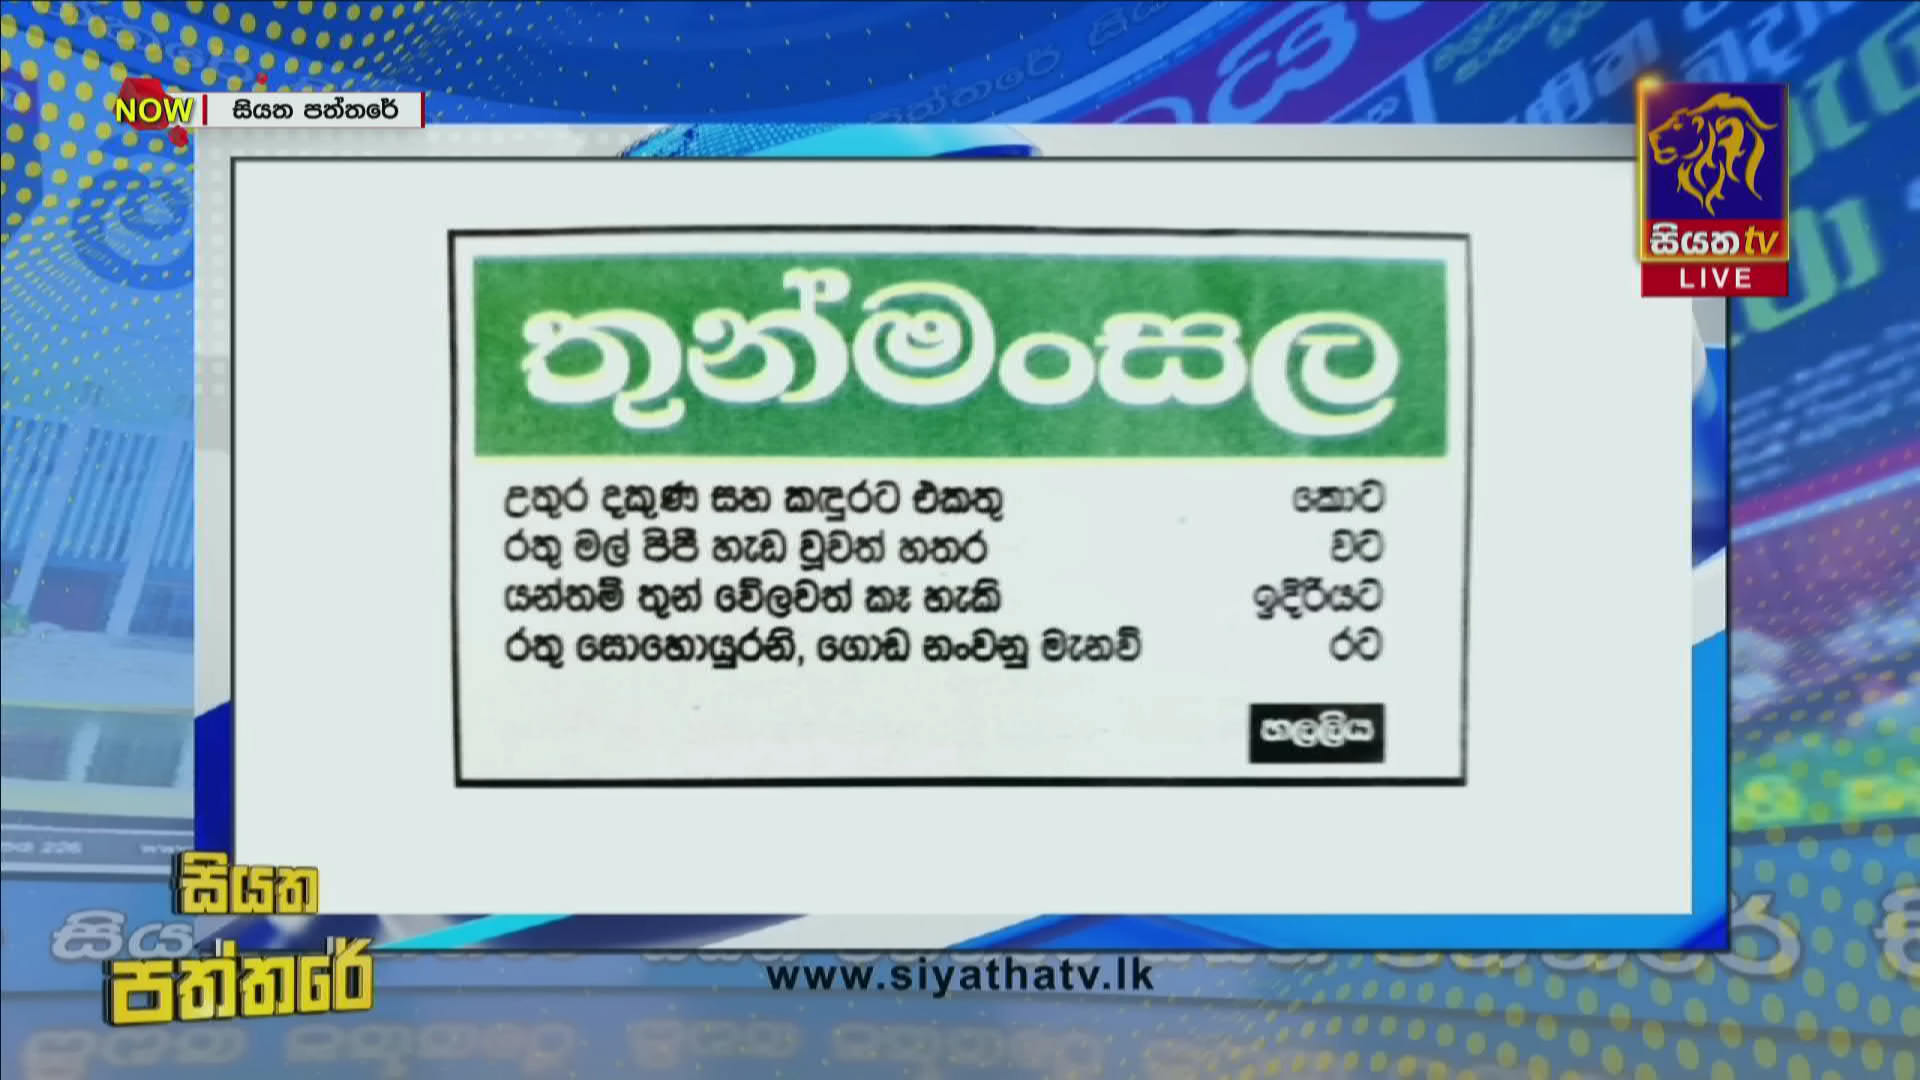 NOW සියත පත්තරේ
සියත tv
LIVE
තුන්මංසල
උතුර දකුණ සහ කඳුරට එකතු කොට
රතු මල් පිපී හැඩ වූවත් හතර වට
යන්තම් තුන් වේලවත් කෑ හැකි ඉදිරියට
රතු සොහොයුරනි, ගොඩ නංවනු මැනවි රට
හලලිය
සියත
පත්තරේ
www.siyathatv.lk